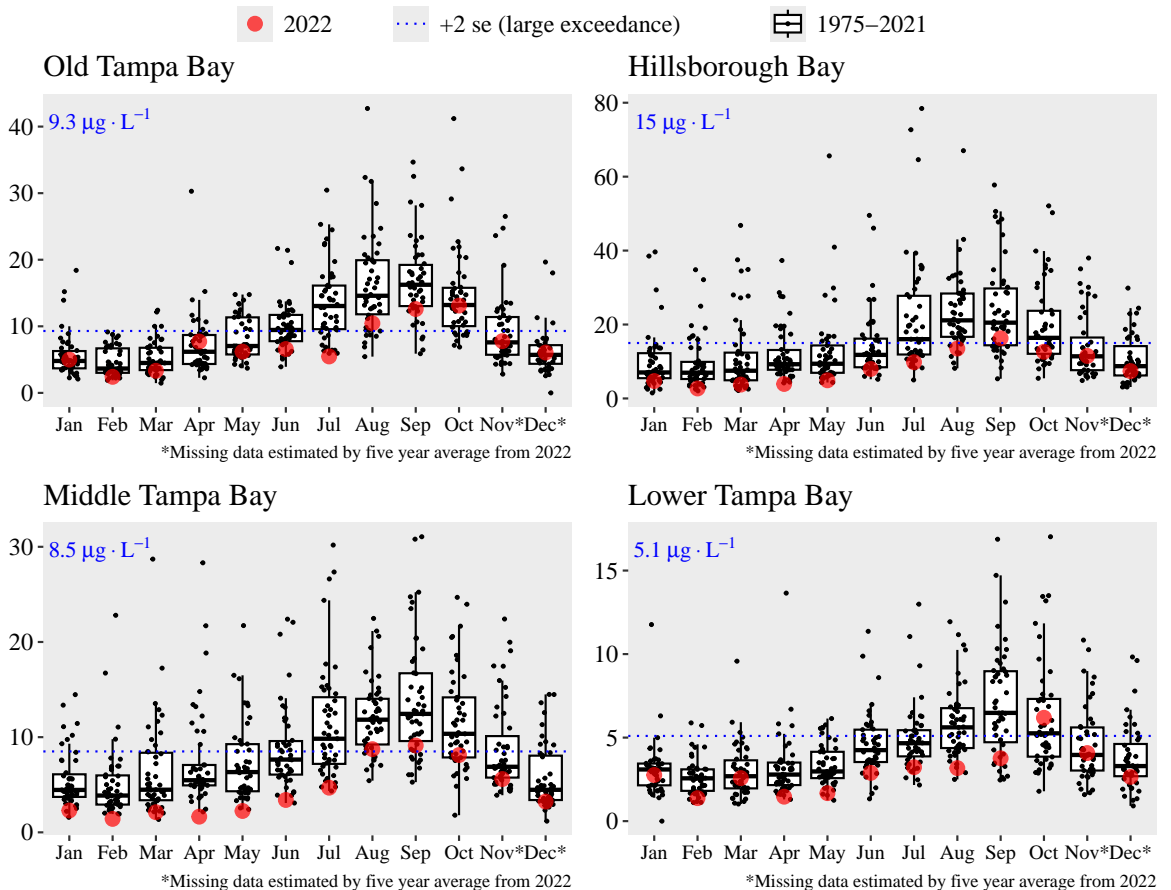 2022 +2 se (large exceedance) 1975−2021
Old Tampa Bay
9.3 μg · L⁻¹
40
30
20
10
0
Jan Feb Mar Apr May Jun Jul Aug Sep Oct Nov*Dec*
*Missing data estimated by five year average from 2022
Hillsborough Bay
15 μg · L⁻¹
80
60
40
20
0
Jan Feb Mar Apr May Jun Jul Aug Sep Oct Nov*Dec*
*Missing data estimated by five year average from 2022
Middle Tampa Bay
8.5 μg · L⁻¹
30
20
10
0
Jan Feb Mar Apr May Jun Jul Aug Sep Oct Nov*Dec*
*Missing data estimated by five year average from 2022
Lower Tampa Bay
5.1 μg · L⁻¹
15
10
5
0
Jan Feb Mar Apr May Jun Jul Aug Sep Oct Nov*Dec*
*Missing data estimated by five year average from 2022